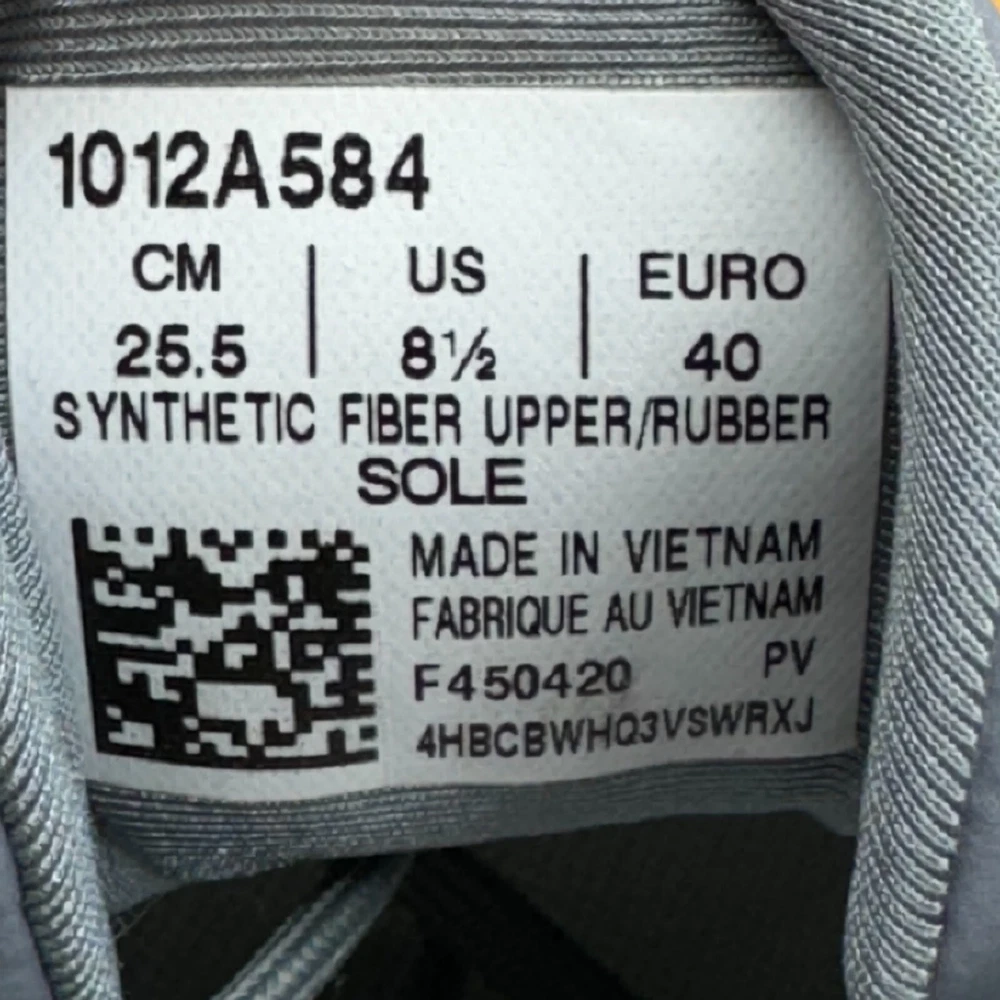 1012A584
CM US EURO
25.5 8½ 40
SYNTHETIC FIBER UPPER/RUBBER
SOLE
MADE IN VIETNAM
FABRIQUE AU VIETNAM
F450420 PV
4HBCBWHQ3VSWRXJ